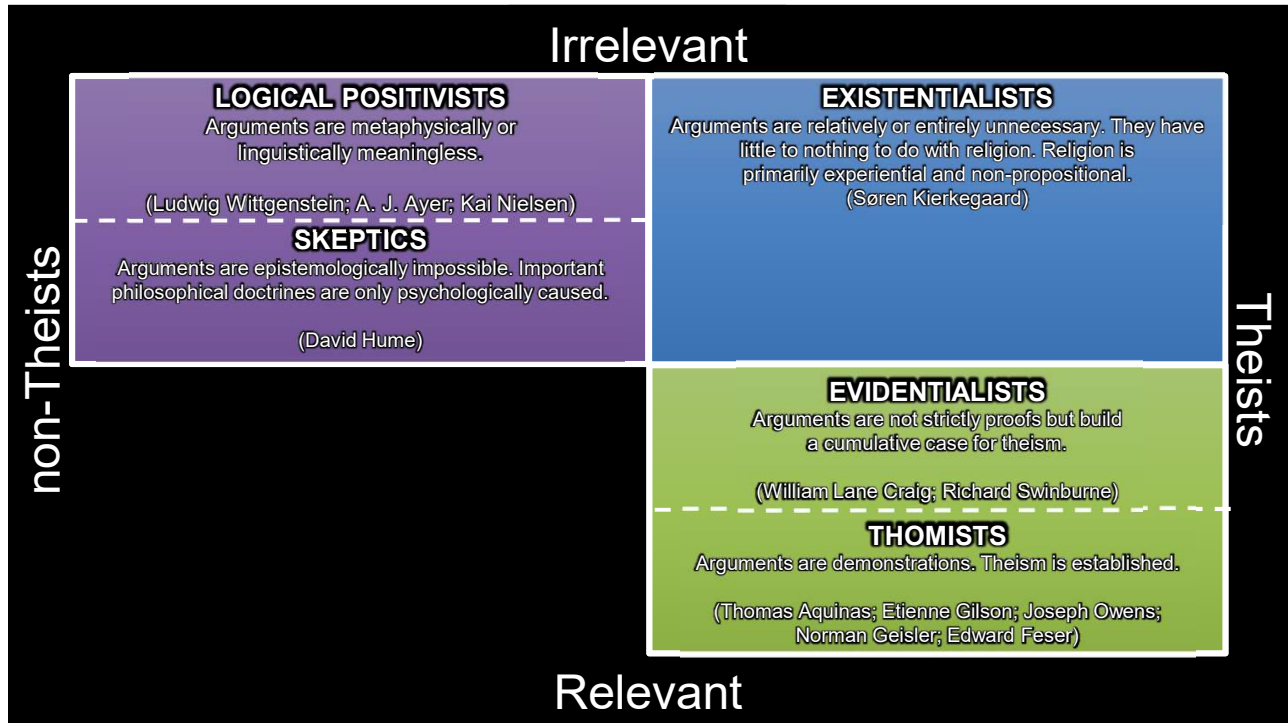 Irrelevant
non-Theists
LOGICAL POSITIVISTS
Arguments are metaphysically or
linguistically meaningless.
(Ludwig Wittgenstein; A. J. Ayer; Kai Nielsen)
SKEPTICS
Arguments are epistemologically impossible. Important
philosophical doctrines are only psychologically caused.
(David Hume)
EXISTENTIALISTS
Arguments are relatively or entirely unnecessary. They have
little to nothing to do with religion. Religion is
primarily experiential and non-propositional.
(Søren Kierkegaard)
EVIDENTIALISTS
Arguments are not strictly proofs but build
a cumulative case for theism.
(William Lane Craig; Richard Swinburne)
THOMISTS
Arguments are demonstrations. Theism is established.
(Thomas Aquinas; Etienne Gilson; Joseph Owens;
Norman Geisler; Edward Feser)
Theists
Relevant